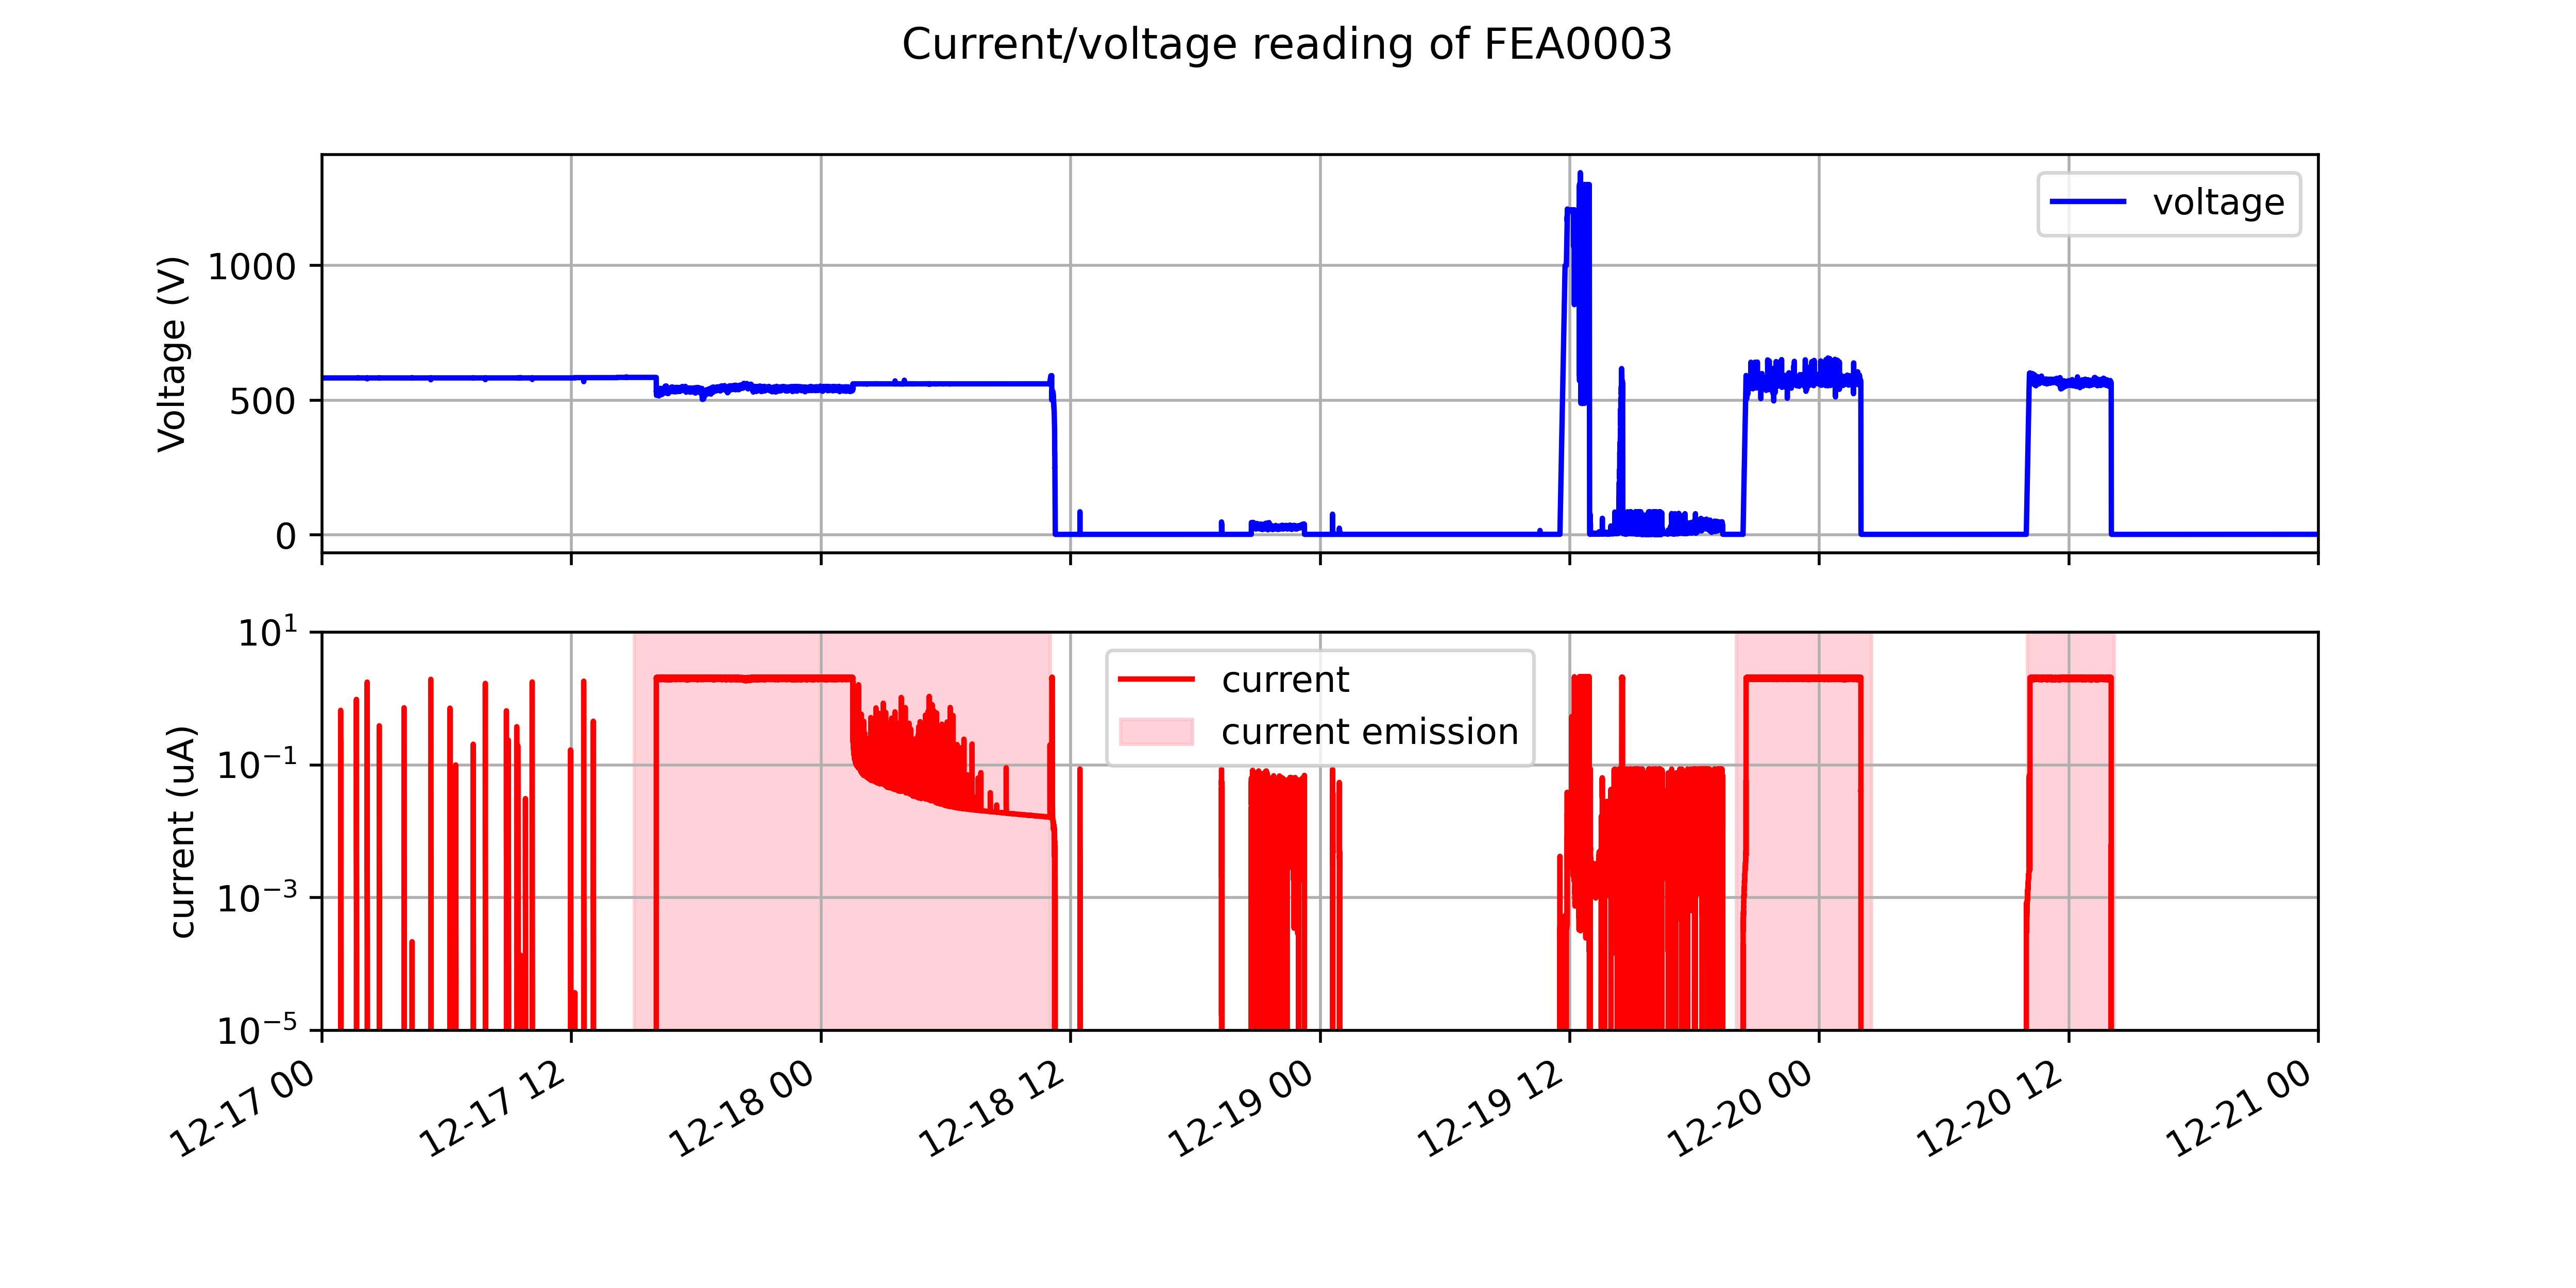 Current/voltage reading of FEA0003
Voltage (V)
1000
500
0
voltage
current (uA)
10¹
10⁻¹
10⁻³
10⁻⁵
current
current emission
12-17 00
12-17 12
12-18 00
12-18 12
12-19 00
12-19 12
12-20 00
12-20 12
12-21 00